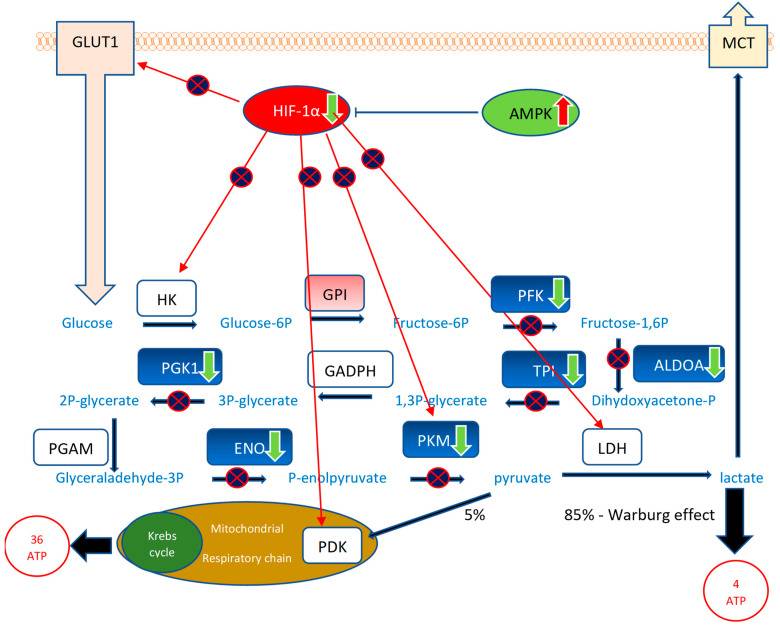 GLUT1
MCT
HIF-1α
AMPK
HK
GPI
PFK
Glucose
Glucose-6P
Fructose-6P
Fructose-1,6P
PGK1
GADPH
TPI
ALDOA
2P-glycerate
3P-glycerate
1,3P-glycerate
Dihydoxyacetone-P
PGAM
ENO
PKM
LDH
Glyceraladehyde-3P
P-enolpyruvate
pyruvate
lactate
5%
85% - Warburg effect
36
ATP
Krebs
cycle
Mitochondrial
Respiratory chain
PDK
4
ATP